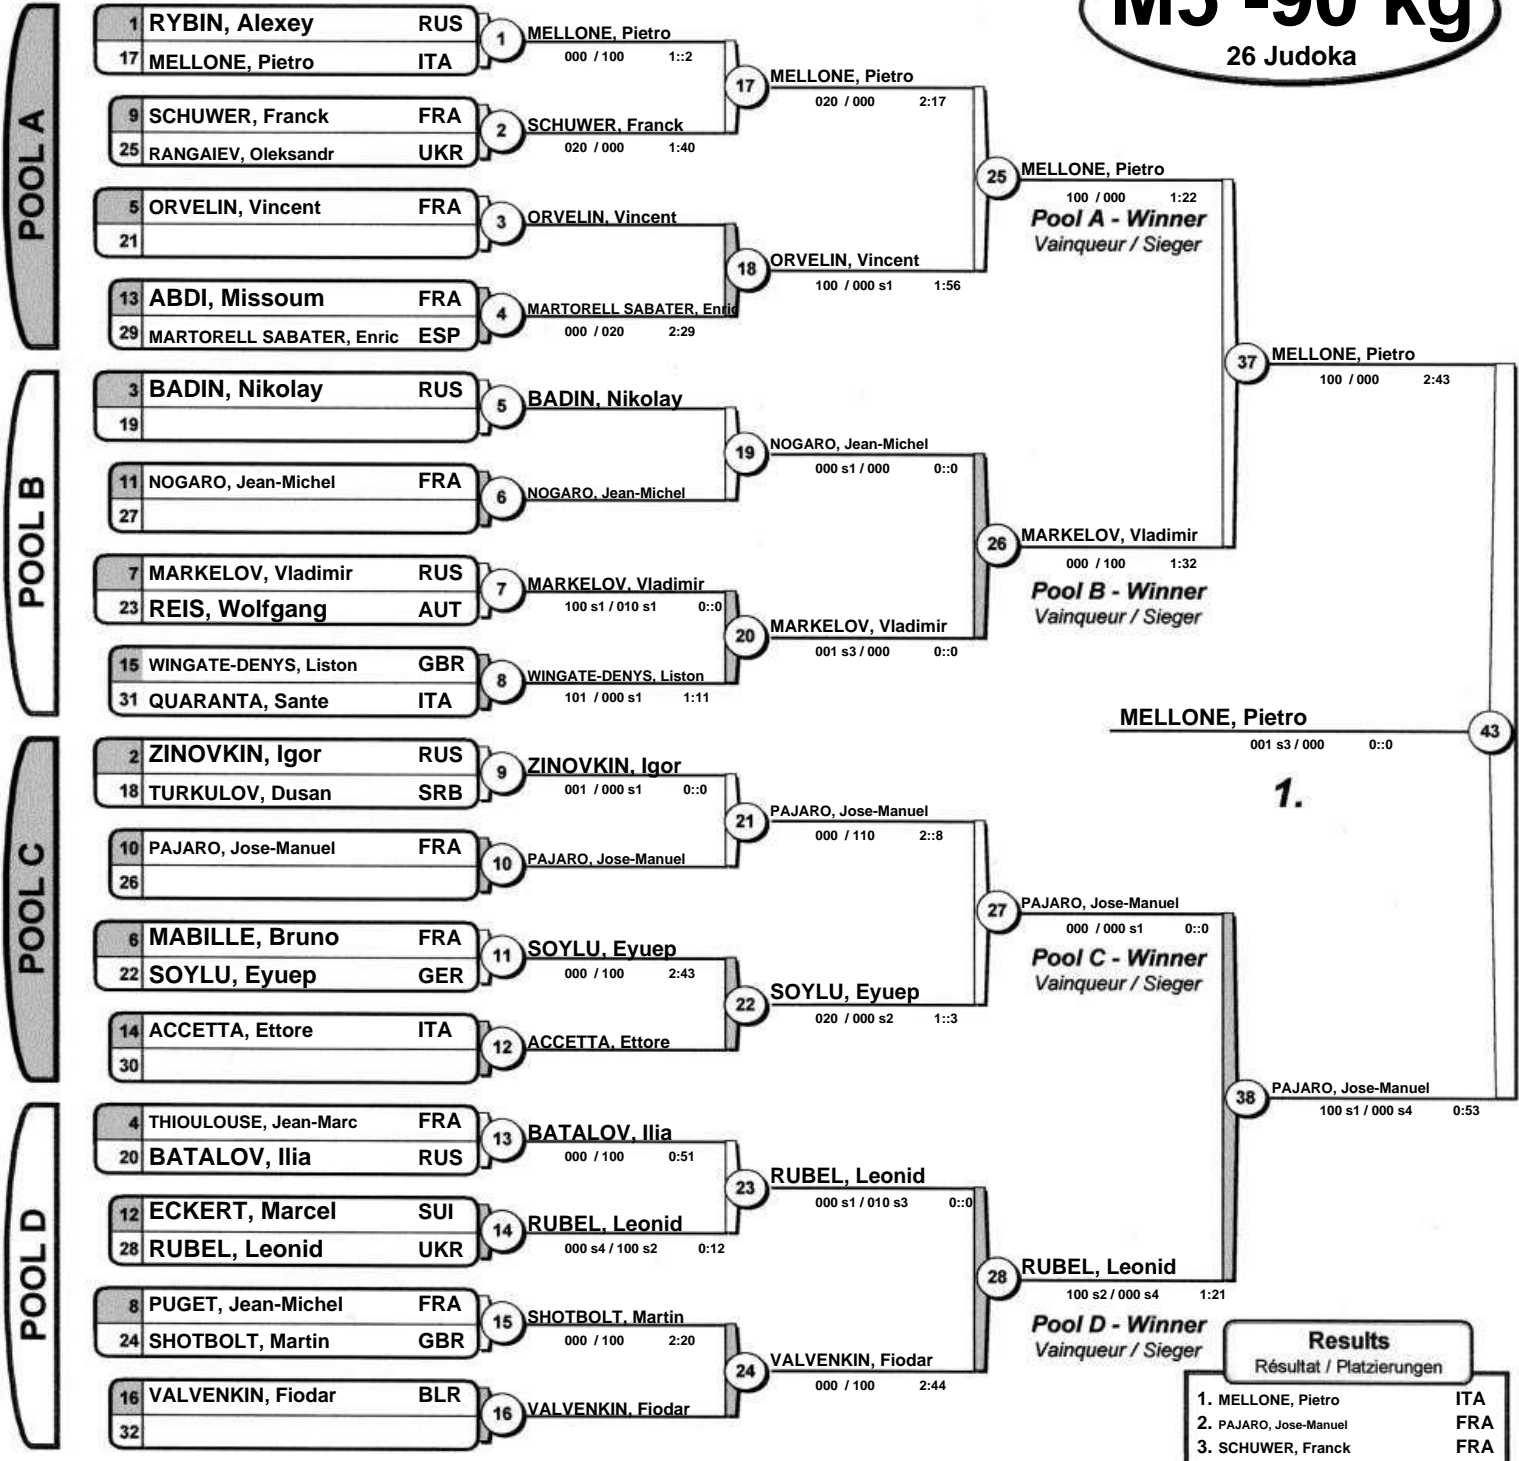 M5 -90 kg
26 Judoka
POOL A
1 RYBIN, Alexey RUS
17 MELLONE, Pietro ITA
9 SCHUWER, Franck FRA
25 RANGAIEV, Oleksandr UKR
5 ORVELIN, Vincent FRA
21
13 ABDI, Missoum FRA
29 MARTORELL SABATER, Enric ESP
POOL B
3 BADIN, Nikolay RUS
19
11 NOGARO, Jean-Michel FRA
27
7 MARKELOV, Vladimir RUS
23 REIS, Wolfgang AUT
15 WINGATE-DENYS, Liston GBR
31 QUARANTA, Sante ITA
POOL C
2 ZINOVKIN, Igor RUS
18 TURKULOV, Dusan SRB
10 PAJARO, Jose-Manuel FRA
26
6 MABILLE, Bruno FRA
22 SOYLU, Eyuep GER
14 ACCETTA, Ettore ITA
30
POOL D
4 THIOULOUSE, Jean-Marc FRA
20 BATALOV, Ilia RUS
12 ECKERT, Marcel SUI
28 RUBEL, Leonid UKR
8 PUGET, Jean-Michel FRA
24 SHOTBOLT, Martin GBR
16 VALVENKIN, Fiodar BLR
32
1 MELLONE, Pietro
000 / 100 1::2
2 SCHUWER, Franck
020 / 000 1:40
3 ORVELIN, Vincent
4 MARTORELL SABATER, Enric
000 / 020 2:29
5 BADIN, Nikolay
6 NOGARO, Jean-Michel
7 MARKELOV, Vladimir
100 s1 / 010 s1 0::0
8 WINGATE-DENYS, Liston
101 / 000 s1 1:11
9 ZINOVKIN, Igor
001 / 000 s1 0::0
10 PAJARO, Jose-Manuel
11 SOYLU, Eyuep
000 / 100 2:43
12 ACCETTA, Ettore
13 BATALOV, Ilia
000 / 100 0:51
14 RUBEL, Leonid
000 s4 / 100 s2 0:12
15 SHOTBOLT, Martin
000 / 100 2:20
16 VALVENKIN, Fiodar
17 MELLONE, Pietro
020 / 000 2:17
18 ORVELIN, Vincent
100 / 000 s1 1:56
19 NOGARO, Jean-Michel
000 s1 / 000 0::0
20 MARKELOV, Vladimir
001 s3 / 000 0::0
21 PAJARO, Jose-Manuel
000 / 110 2::8
22 SOYLU, Eyuep
020 / 000 s2 1::3
23 RUBEL, Leonid
000 s1 / 010 s3 0::0
24 VALVENKIN, Fiodar
000 / 100 2:44
25 MELLONE, Pietro
100 / 000 1:22
Pool A - Winner
Vainqueur / Sieger
26 MARKELOV, Vladimir
000 / 100 1:32
Pool B - Winner
Vainqueur / Sieger
27 PAJARO, Jose-Manuel
000 / 000 s1 0::0
Pool C - Winner
Vainqueur / Sieger
28 RUBEL, Leonid
100 s2 / 000 s4 1:21
Pool D - Winner
Vainqueur / Sieger
37 MELLONE, Pietro
100 / 000 2:43
38 PAJARO, Jose-Manuel
100 s1 / 000 s4 0:53
MELLONE, Pietro 43
001 s3 / 000 0::0
1.
Results
Résultat / Platzierungen
1. MELLONE, Pietro ITA
2. PAJARO, Jose-Manuel FRA
3. SCHUWER, Franck FRA